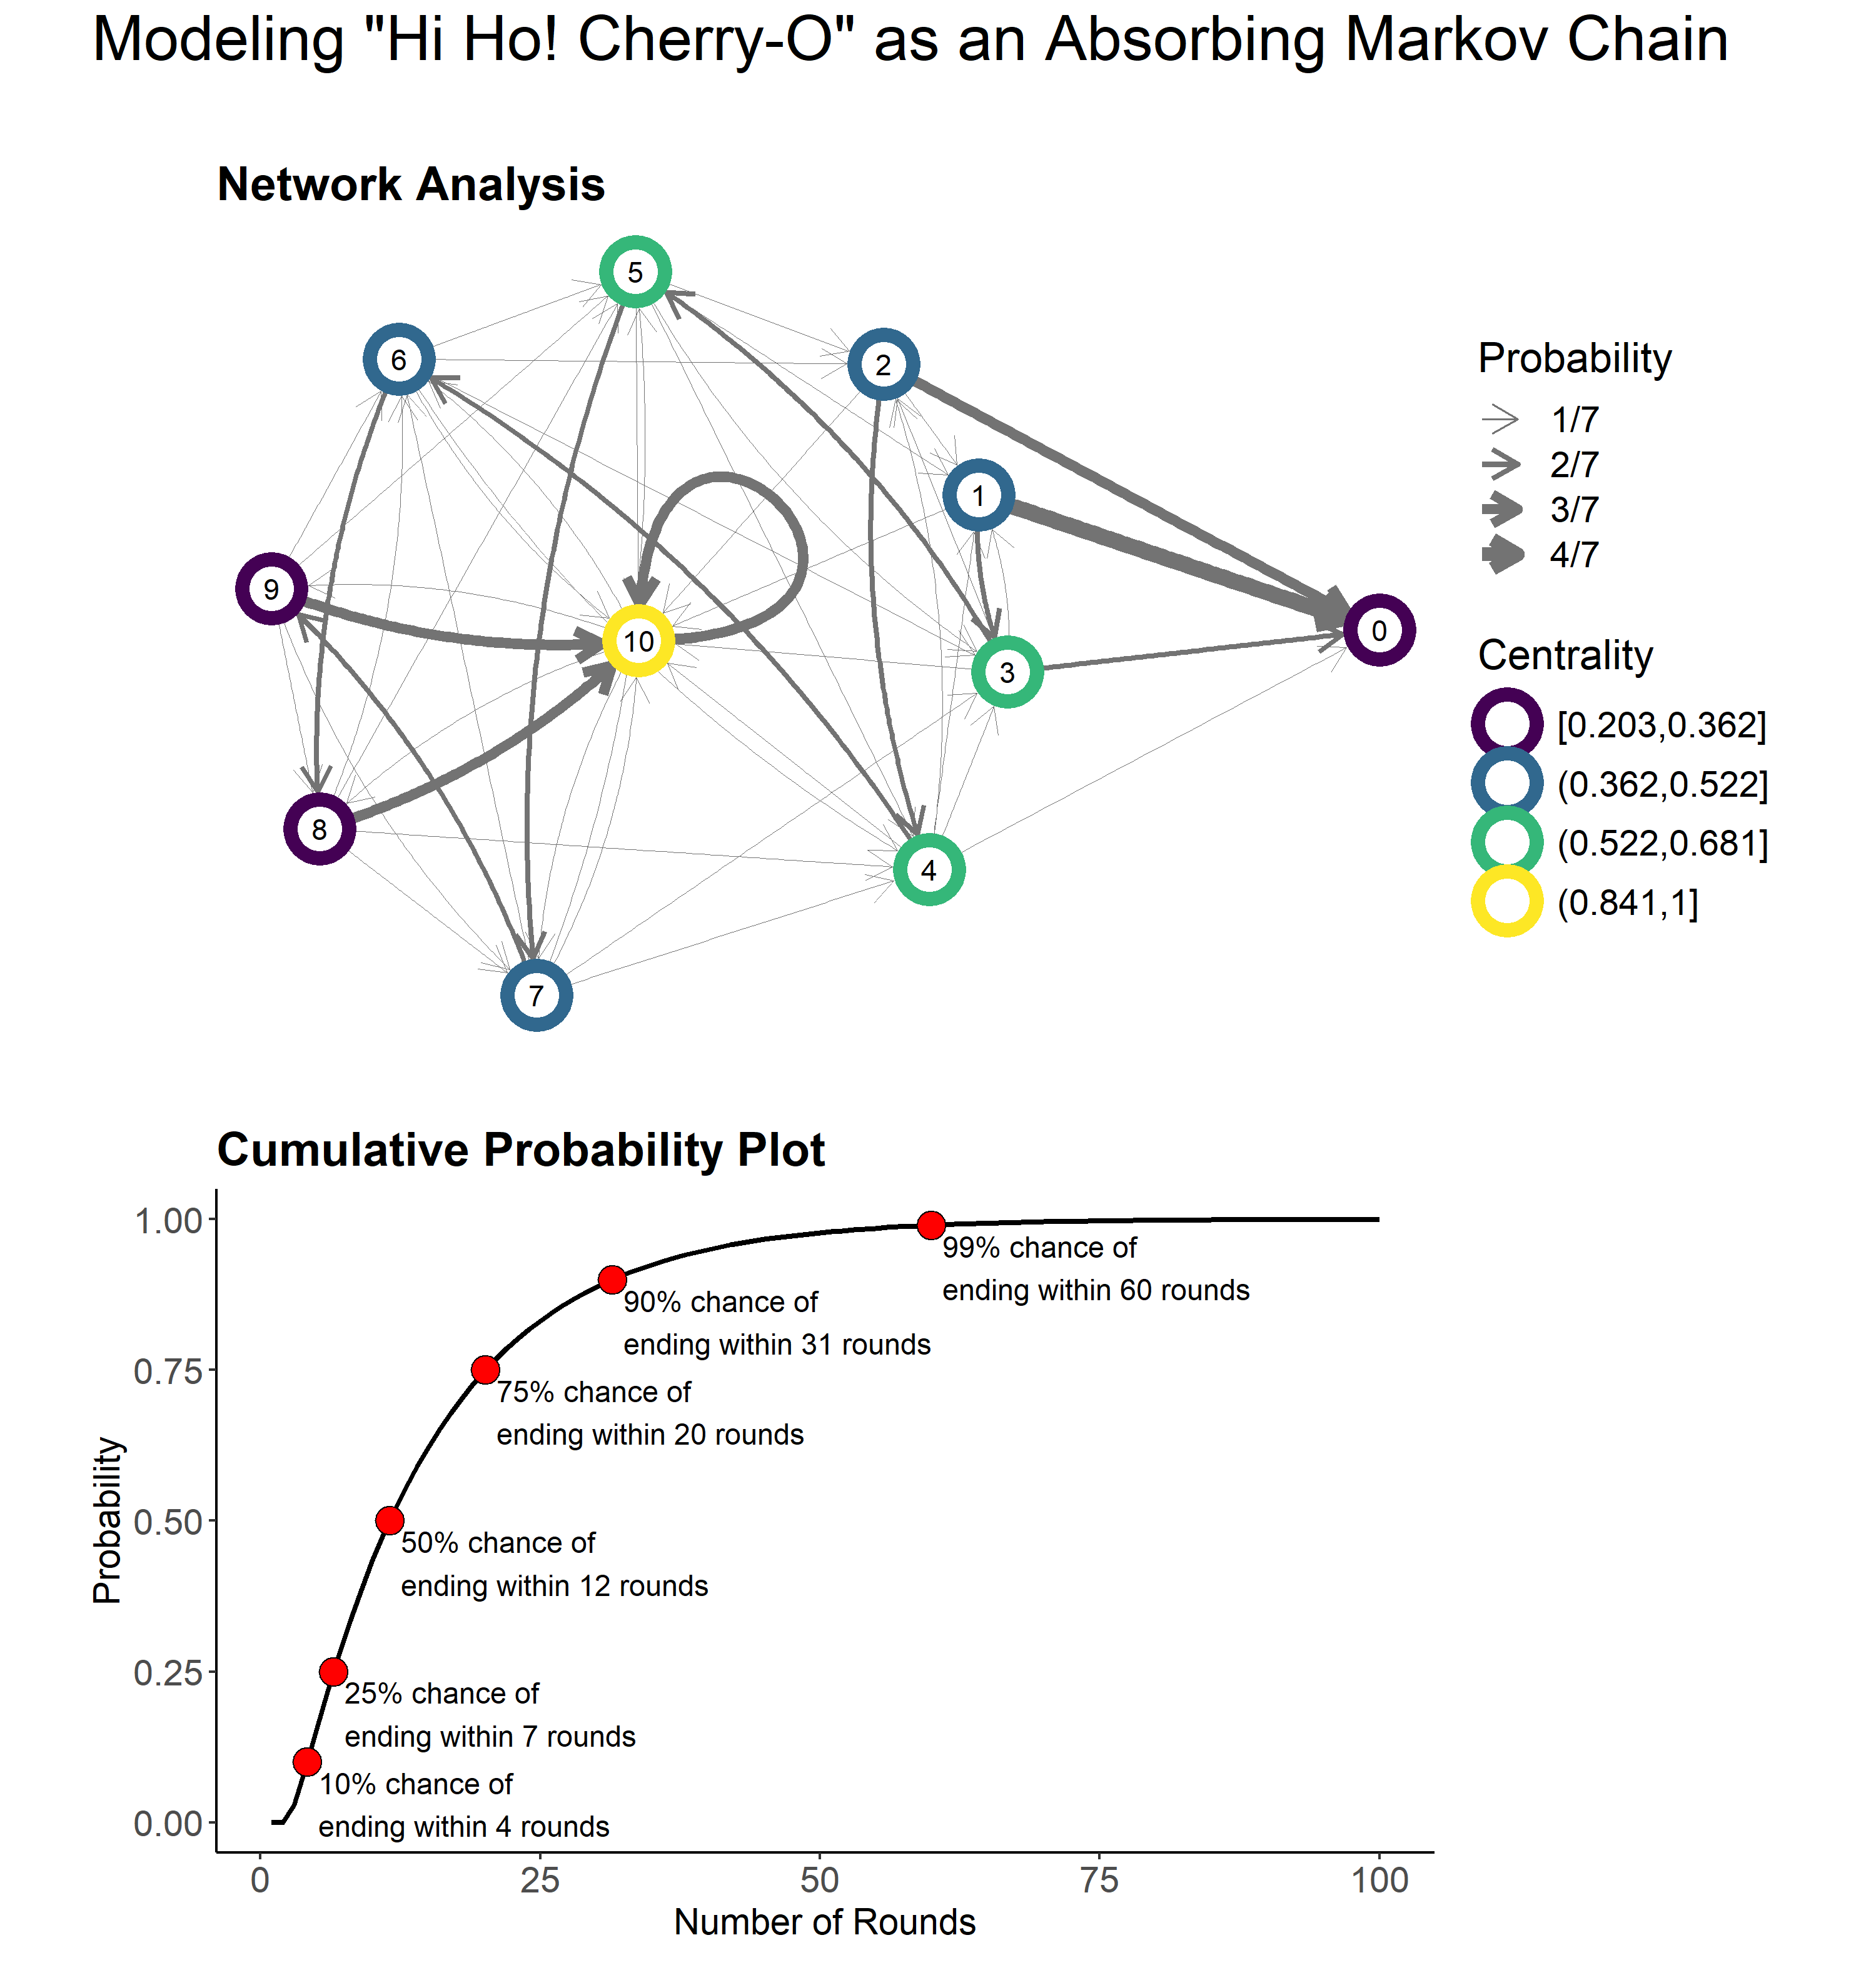 Modeling "Hi Ho! Cherry-O" as an Absorbing Markov Chain
Network Analysis
5
6
2
1
9
10
0
3
8
4
7
Probability
1/7
2/7
3/7
4/7
Centrality
[0.203,0.362]
(0.362,0.522]
(0.522,0.681]
(0.841,1]
Cumulative Probability Plot
1.00
0.75
0.50
0.25
0.00
Probability
99% chance of
ending within 60 rounds
90% chance of
ending within 31 rounds
75% chance of
ending within 20 rounds
50% chance of
ending within 12 rounds
25% chance of
ending within 7 rounds
10% chance of
ending within 4 rounds
0
25
50
75
100
Number of Rounds